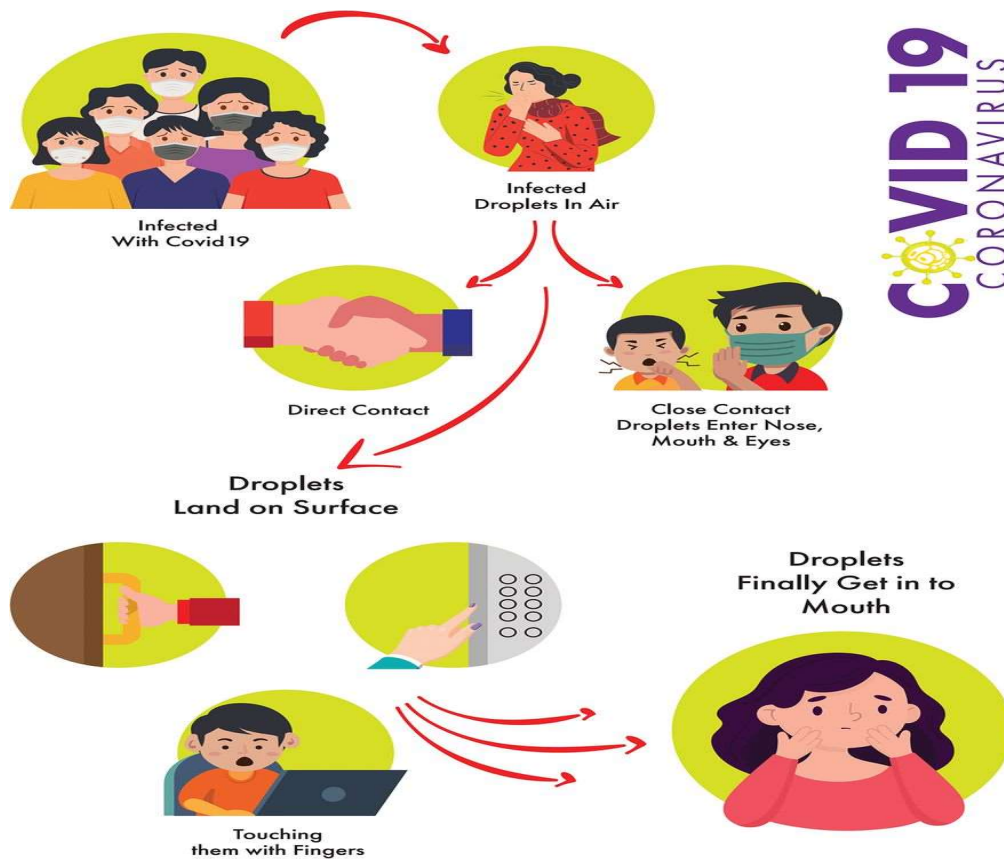 Infected
With Covid 19
Infected
Droplets In Air
COVID 19
CORONAVIRUS
Direct Contact
Close Contact
Droplets Enter Nose,
Mouth & Eyes
Droplets
Land on Surface
Droplets
Finally Get in to
Mouth
Touching
them with Fingers